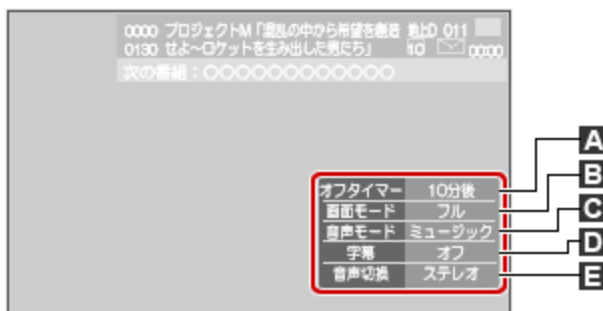 0000 プロジェクトM「混乱の中から希望を創造 地上D 011
0130 せよ〜ロケットを生み出した男たち」 10 00:00
次の番組：〇〇〇〇〇〇〇〇〇〇〇〇
オフタイマー 10分後 A
画面モード フル B
音声モード ミュージック C
字幕 オフ D
音声切換 ステレオ E